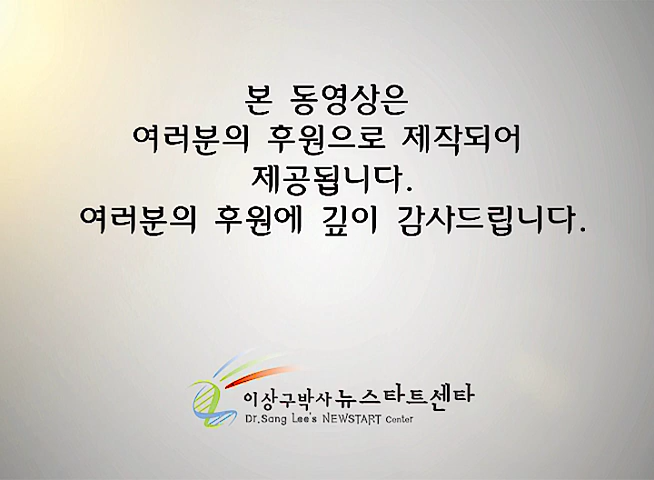 본 동영상은
여러분의 후원으로 제작되어
제공됩니다.
여러분의 후원에 깊이 감사드립니다.
이상구박사 뉴스타트센타
Dr.Sang Lee's NEWSTART Center